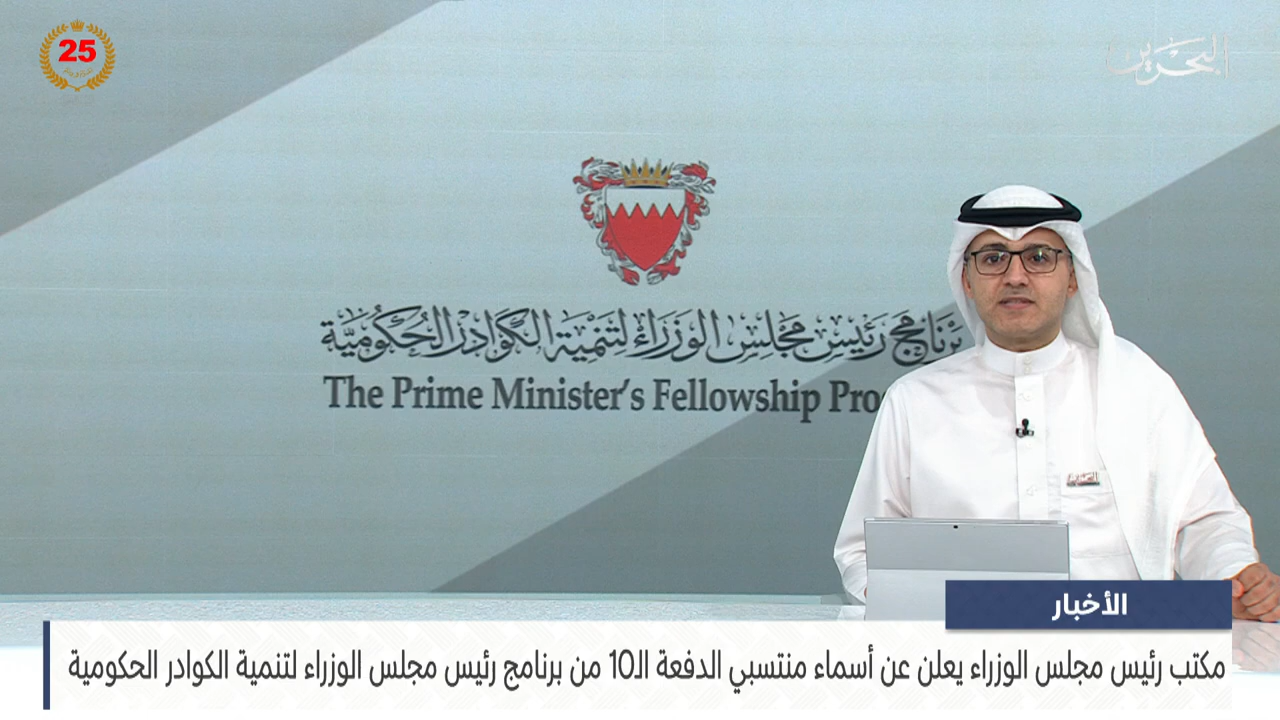 25
البحرين
برنامج رئيس مجلس الوزراء لتنمية الكوادر الحكومية
The Prime Minister's Fellowship Pro
البحرين
الأخبار
مكتب رئيس مجلس الوزراء يعلن عن أسماء منتسبي الدفعة الـ10 من برنامج رئيس مجلس الوزراء لتنمية الكوادر الحكومية